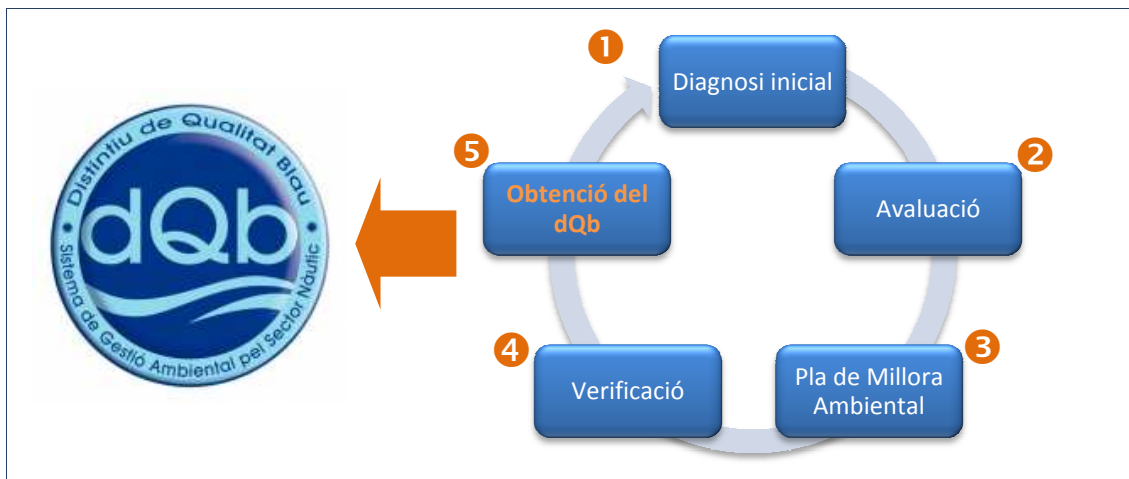 Distintiu de Qualitat Blau
dQb
Sistema de Gestió Ambiental pel Sector Nàutic
1
Diagnosi inicial
2
Avaluació
3
Pla de Millora
Ambiental
4
Verificació
5
Obtenció del
dQb